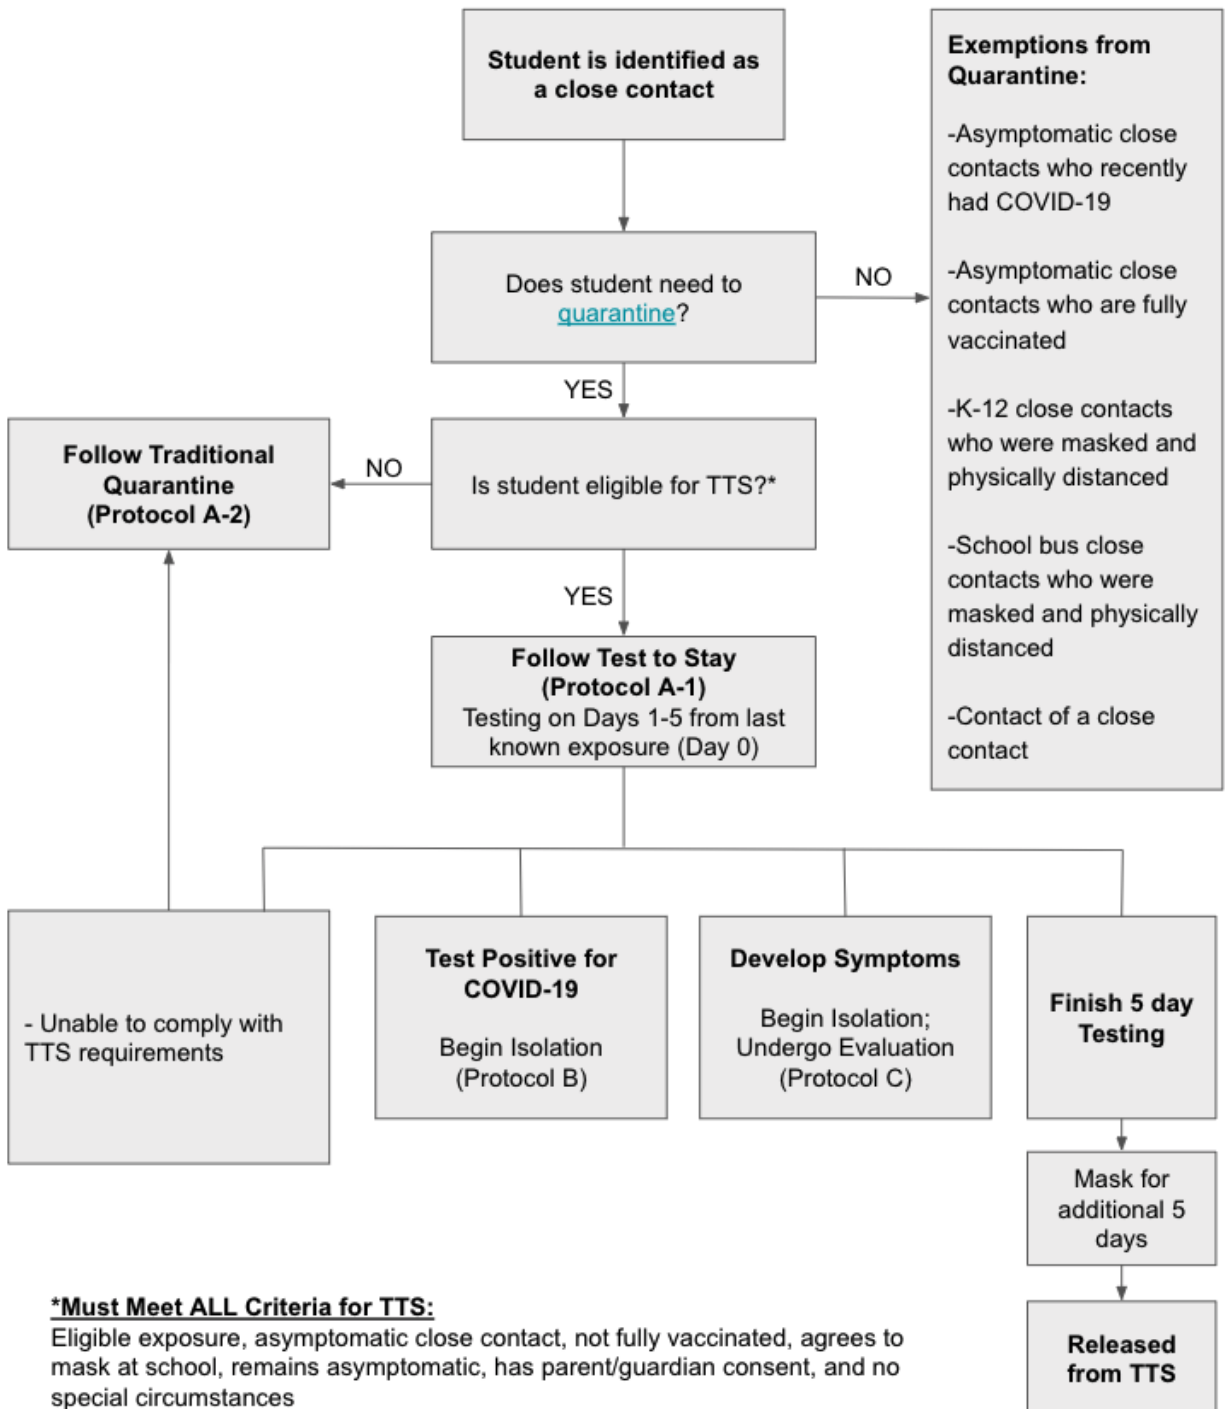 Student is identified as
a close contact
Exemptions from
Quarantine:
-Asymptomatic close
contacts who recently
had COVID-19
-Asymptomatic close
contacts who are fully
vaccinated
-K-12 close contacts
who were masked and
physically distanced
-School bus close
contacts who were
masked and physically
distanced
-Contact of a close
contact
Does student need to
quarantine?
NO
YES
Is student eligible for TTS?*
NO
Follow Traditional
Quarantine
(Protocol A-2)
YES
Follow Test to Stay
(Protocol A-1)
Testing on Days 1-5 from last
known exposure (Day 0)
- Unable to comply with
TTS requirements
Test Positive for
COVID-19
Begin Isolation
(Protocol B)
Develop Symptoms
Begin Isolation;
Undergo Evaluation
(Protocol C)
Finish 5 day
Testing
Mask for
additional 5
days
Released
from TTS
*Must Meet ALL Criteria for TTS:
Eligible exposure, asymptomatic close contact, not fully vaccinated, agrees to
mask at school, remains asymptomatic, has parent/guardian consent, and no
special circumstances